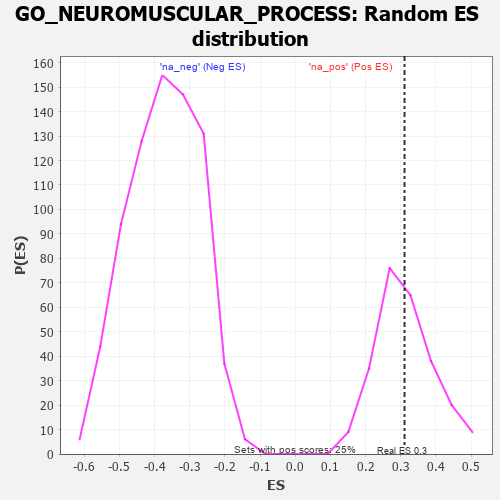 GO_NEUROMUSCULAR_PROCESS: Random ES
distribution
'na_neg' (Neg ES)
'na_pos' (Pos ES)
160
150
140
130
120
110
100
90
80
70
60
50
40
30
20
10
0
P(ES)
Sets with pos scores: 25%
Real ES 0.3
-0.6 -0.5 -0.4 -0.3 -0.2 -0.1 0.0 0.1 0.2 0.3 0.4 0.5
ES